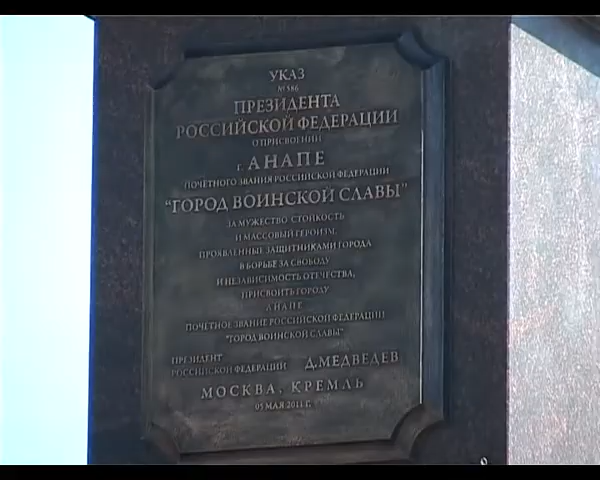 УКАЗ
№ 586
ПРЕЗИДЕНТА
РОССИЙСКОЙ ФЕДЕРАЦИИ
О ПРИСВОЕНИИ
г. АНАПЕ
ПОЧЁТНОГО ЗВАНИЯ РОССИЙСКОЙ ФЕДЕРАЦИИ
"ГОРОД ВОИНСКОЙ СЛАВЫ"
ЗА МУЖЕСТВО СТОЙКОСТЬ
И МАССОВЫЙ ГЕРОИЗМ,
ПРОЯВЛЕННЫЕ ЗАЩИТНИКАМИ ГОРОДА
В БОРЬБЕ ЗА СВОБОДУ
И НЕЗАВИСИМОСТЬ ОТЕЧЕСТВА,
ПРИСВОИТЬ ГОРОДУ
АНАПЕ
ПОЧЕТНОЕ ЗВАНИЕ РОССИЙСКОЙ ФЕДЕРАЦИИ
"ГОРОД ВОИНСКОЙ СЛАВЫ"
ПРЕЗИДЕНТ
РОССИЙСКОЙ ФЕДЕРАЦИИ Д.МЕДВЕДЕВ
МОСКВА, КРЕМЛЬ
05 МАЯ 2011 Г.